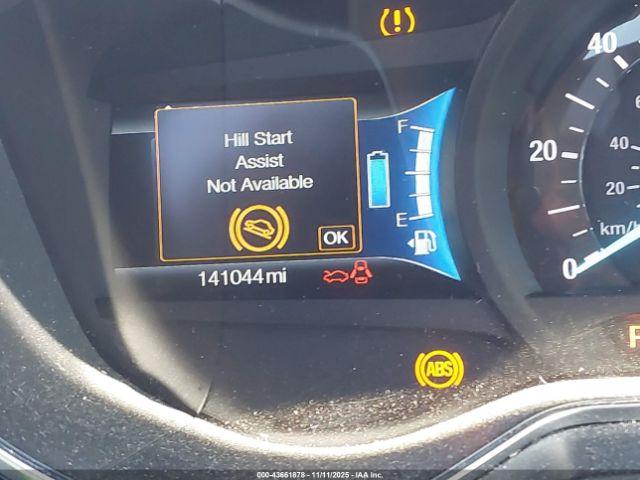 (!)
40
F
Hill Start
Assist
Not Available
OK
E
20
40
20
km/h
0
141044mi
ABS
000-43661878 - 11/11/2025 - IAA Inc.